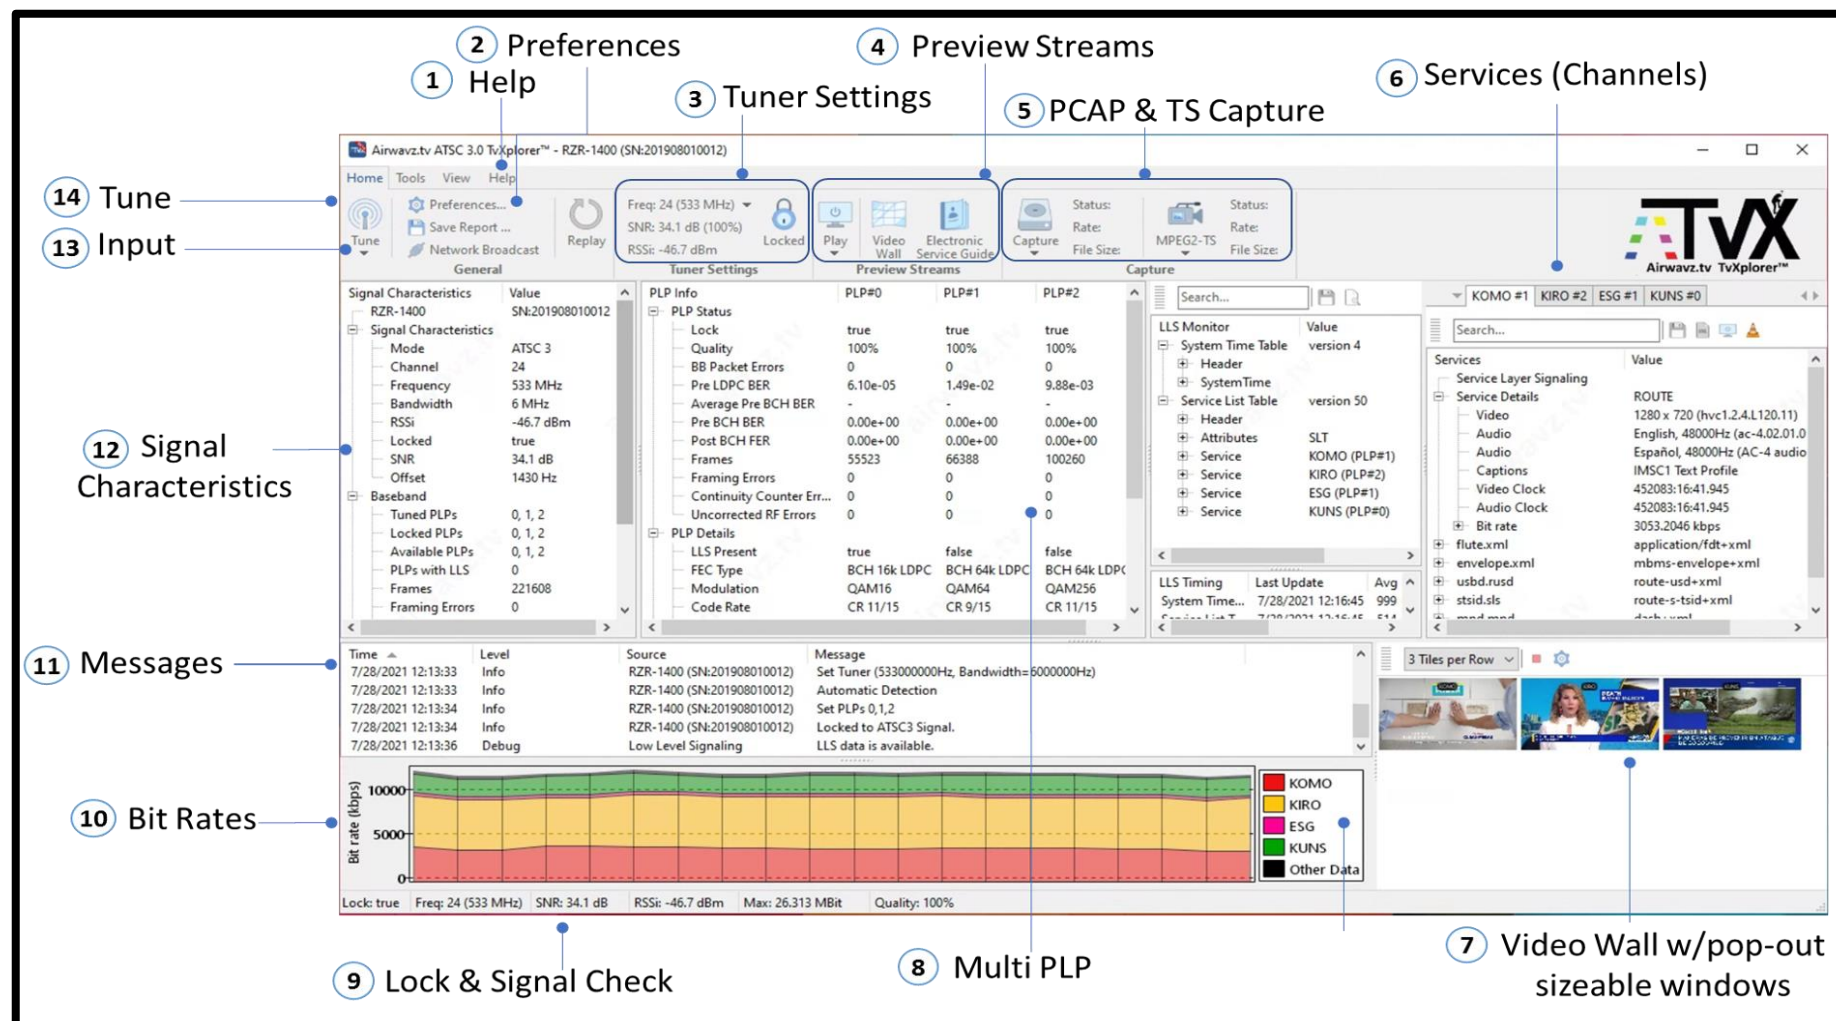 2 Preferences
1 Help
3 Tuner Settings
4 Preview Streams
5 PCAP & TS Capture
6 Services (Channels)
14 Tune
13 Input
12 Signal
Characteristics
11 Messages
10 Bit Rates
9 Lock & Signal Check
8 Multi PLP
7 Video Wall w/pop-out
sizeable windows
Airwavz.tv ATSC 3.0 TvXplorer™ - RZR-1400 (SN:201908010012)
Home Tools View Help
Tune
Preferences...
Save Report ...
Network Broadcast
Replay
General
Freq: 24 (533 MHz)
SNR: 34.1 dB (100%)
RSSi: -46.7 dBm
Locked
Tuner Settings
Play
Video
Wall
Electronic
Service Guide
Preview Streams
Capture
Status:
Rate:
File Size:
MPEG2-TS
Status:
Rate:
File Size:
Capture
ATVX
Airwavz.tv TvXplorer™
Signal Characteristics Value
RZR-1400 SN:201908010012
Signal Characteristics
Mode ATSC 3
Channel 24
Frequency 533 MHz
Bandwidth 6 MHz
RSSi -46.7 dBm
Locked true
SNR 34.1 dB
Offset 1430 Hz
Baseband
Tuned PLPs 0, 1, 2
Locked PLPs 0, 1, 2
Available PLPs 0, 1, 2
PLPs with LLS 0
Frames 221608
Framing Errors 0
PLP Info PLP#0 PLP#1 PLP#2
PLP Status
Lock true true true
Quality 100% 100% 100%
BB Packet Errors 0 0 0
Pre LDPC BER 6.10e-05 1.49e-02 9.88e-03
Average Pre BCH BER - - -
Pre BCH BER 0.00e+00 0.00e+00 0.00e+00
Post BCH FER 0.00e+00 0.00e+00 0.00e+00
Frames 55523 66388 100260
Framing Errors 0 0 0
Continuity Counter Err... 0 0 0
Uncorrected RF Errors 0 0 0
PLP Details
LLS Present true false false
FEC Type BCH 16k LDPC BCH 64k LDPC BCH 64k LDPC
Modulation QAM16 QAM64 QAM256
Code Rate CR 11/15 CR 9/15 CR 11/15
Search...
LLS Monitor Value
System Time Table version 4
Header
SystemTime
Service List Table version 50
Header
Attributes SLT
Service KOMO (PLP#1)
Service KIRO (PLP#2)
Service ESG (PLP#1)
Service KUNS (PLP#0)
LLS Timing Last Update Avg
System Time... 7/28/2021 12:16:45 999
Service List T... 7/28/2021 12:16:45 514
KOMO #1 KIRO #2 ESG #1 KUNS #0
Search...
Services Value
Service Layer Signaling
Service Details ROUTE
Video 1280 x 720 (hvc1.2.4.L120.11)
Audio English, 48000Hz (ac-4.02.01.0
Audio Español, 48000Hz (AC-4 audio
Captions IMSC1 Text Profile
Video Clock 452083:16:41.945
Audio Clock 452083:16:41.945
Bit rate 3053.2046 kbps
flute.xml application/fdt+xml
envelope.xml mbms-envelope+xml
usbd.rusd route-usd+xml
stsid.sls route-s-tsid+xml
mpd.mpd dash+xml
Time Level Source Message
7/28/2021 12:13:33 Info RZR-1400 (SN:201908010012) Set Tuner (533000000Hz, Bandwidth=6000000Hz)
7/28/2021 12:13:33 Info RZR-1400 (SN:201908010012) Automatic Detection
7/28/2021 12:13:34 Info RZR-1400 (SN:201908010012) Set PLPs 0,1,2
7/28/2021 12:13:34 Info RZR-1400 (SN:201908010012) Locked to ATSC3 Signal.
7/28/2021 12:13:36 Debug Low Level Signaling LLS data is available.
3 Tiles per Row
KOMO
KIRO
KUNS
Bit rate (kbps)
10000
5000
0
KOMO
KIRO
ESG
KUNS
Other Data
Lock: true Freq: 24 (533 MHz) SNR: 34.1 dB RSSi: -46.7 dBm Max: 26.313 MBit Quality: 100%